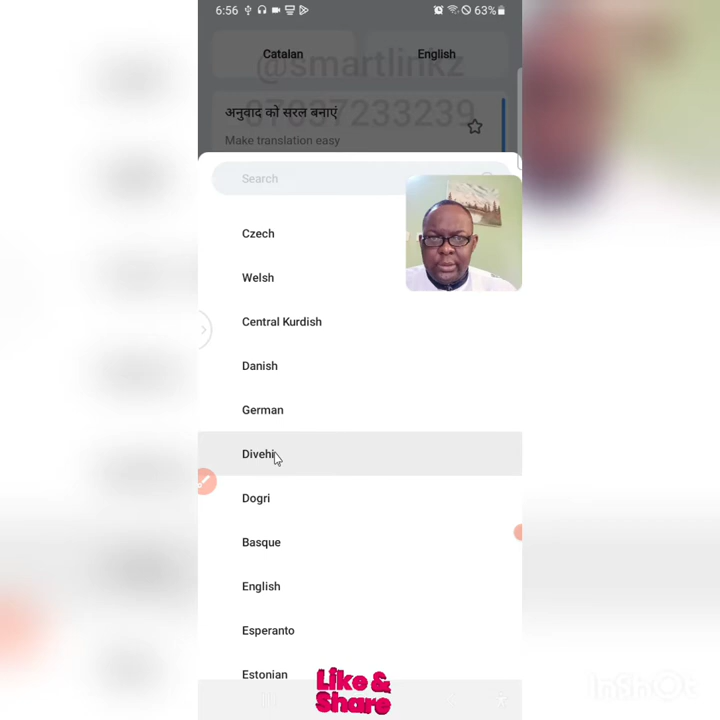 6:56
63%
Catalan
English
@smartlinkz
07037233239
अनुवाद को सरल बनाएं
Make translation easy
Search
Czech
Welsh
Central Kurdish
Danish
German
Divehi
Dogri
Basque
English
Esperanto
Estonian
Like &
Share
InShOt